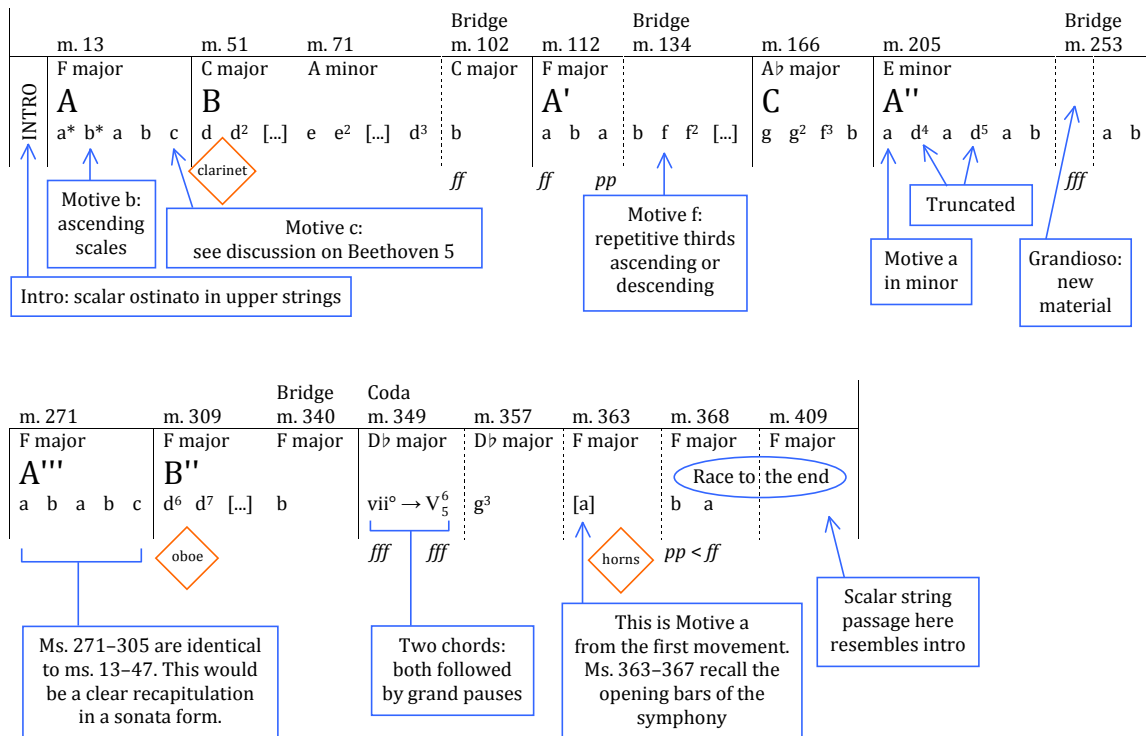 Bridge Bridge Bridge
m. 13 m. 51 m. 71 m. 102 m. 112 m. 134 m. 166 m. 205 m. 253
INTRO
F major C major A minor C major F major A♭ major E minor
A B A' C A''
a* b* a b c d d² [...] e e² [...] d³ b a b a b f f² [...] g g² f³ b a d⁴ a d⁵ a b a b
clarinet
ff ff pp fff
Motive b:
ascending
scales
Motive c:
see discussion on Beethoven 5
Intro: scalar ostinato in upper strings
Motive f:
repetitive thirds
ascending or
descending
Truncated
Motive a
in minor
Grandioso:
new
material
Bridge Coda
m. 271 m. 309 m. 340 m. 349 m. 357 m. 363 m. 368 m. 409
F major F major F major D♭ major D♭ major F major F major F major
A''' B''
Race to the end
a b a b c d⁶ d⁷ [...] b vii° → V⁶₅ g³ [a] b a
oboe
fff fff
horns
pp < ff
Ms. 271–305 are identical
to ms. 13–47. This would
be a clear recapitulation
in a sonata form.
Two chords:
both followed
by grand pauses
This is Motive a
from the first movement.
Ms. 363–367 recall the
opening bars of the
symphony
Scalar string
passage here
resembles intro